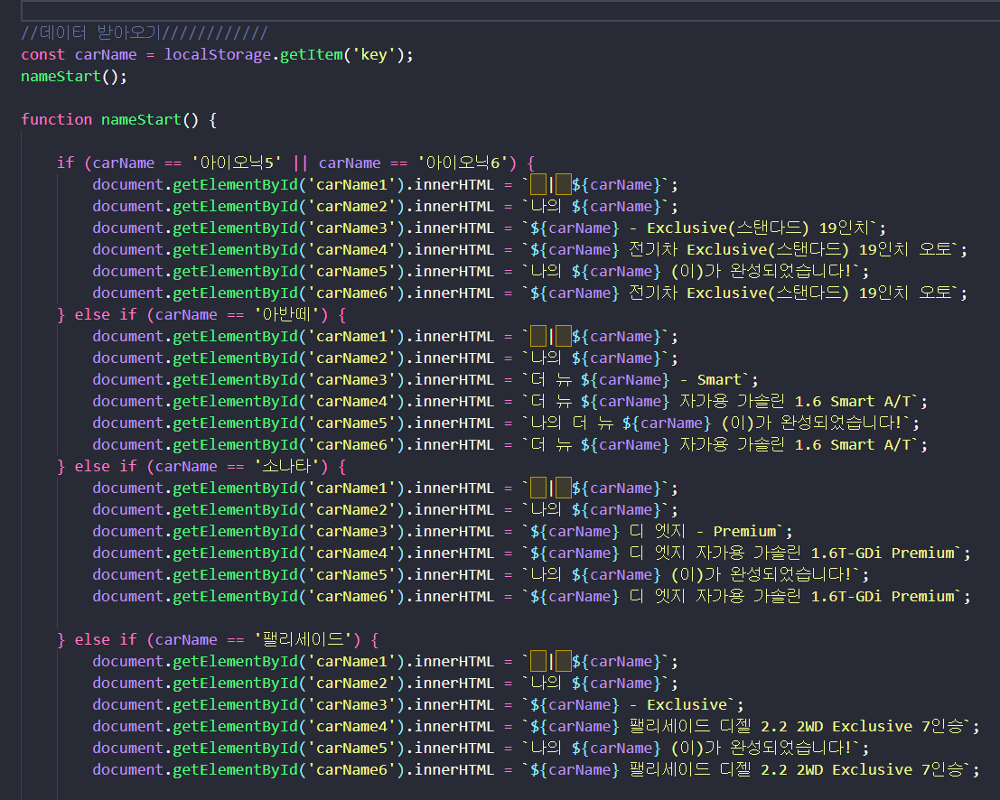 //데이터 받아오기////////////
const carName = localStorage.getItem('key');
nameStart();
function nameStart() {
if (carName == '아이오닉5' || carName == '아이오닉6') {
document.getElementById('carName1').innerHTML = `　|　${carName}`;
document.getElementById('carName2').innerHTML = `나의 ${carName}`;
document.getElementById('carName3').innerHTML = `${carName} - Exclusive(스탠다드) 19인치`;
document.getElementById('carName4').innerHTML = `${carName} 전기차 Exclusive(스탠다드) 19인치 오토`;
document.getElementById('carName5').innerHTML = `나의 ${carName} (이)가 완성되었습니다!`;
document.getElementById('carName6').innerHTML = `${carName} 전기차 Exclusive(스탠다드) 19인치 오토`;
} else if (carName == '아반떼') {
document.getElementById('carName1').innerHTML = `　|　${carName}`;
document.getElementById('carName2').innerHTML = `나의 ${carName}`;
document.getElementById('carName3').innerHTML = `더 뉴 ${carName} - Smart`;
document.getElementById('carName4').innerHTML = `더 뉴 ${carName} 자가용 가솔린 1.6 Smart A/T`;
document.getElementById('carName5').innerHTML = `나의 더 뉴 ${carName} (이)가 완성되었습니다!`;
document.getElementById('carName6').innerHTML = `더 뉴 ${carName} 자가용 가솔린 1.6 Smart A/T`;
} else if (carName == '소나타') {
document.getElementById('carName1').innerHTML = `　|　${carName}`;
document.getElementById('carName2').innerHTML = `나의 ${carName}`;
document.getElementById('carName3').innerHTML = `${carName} 디 엣지 - Premium`;
document.getElementById('carName4').innerHTML = `${carName} 디 엣지 자가용 가솔린 1.6T-GDi Premium`;
document.getElementById('carName5').innerHTML = `나의 ${carName} (이)가 완성되었습니다!`;
document.getElementById('carName6').innerHTML = `${carName} 디 엣지 자가용 가솔린 1.6T-GDi Premium`;
} else if (carName == '팰리세이드') {
document.getElementById('carName1').innerHTML = `　|　${carName}`;
document.getElementById('carName2').innerHTML = `나의 ${carName}`;
document.getElementById('carName3').innerHTML = `${carName} - Exclusive`;
document.getElementById('carName4').innerHTML = `${carName} 팰리세이드 디젤 2.2 2WD Exclusive 7인승`;
document.getElementById('carName5').innerHTML = `나의 ${carName} (이)가 완성되었습니다!`;
document.getElementById('carName6').innerHTML = `${carName} 팰리세이드 디젤 2.2 2WD Exclusive 7인승`;